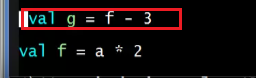 val g = f - 3
val f = a * 2